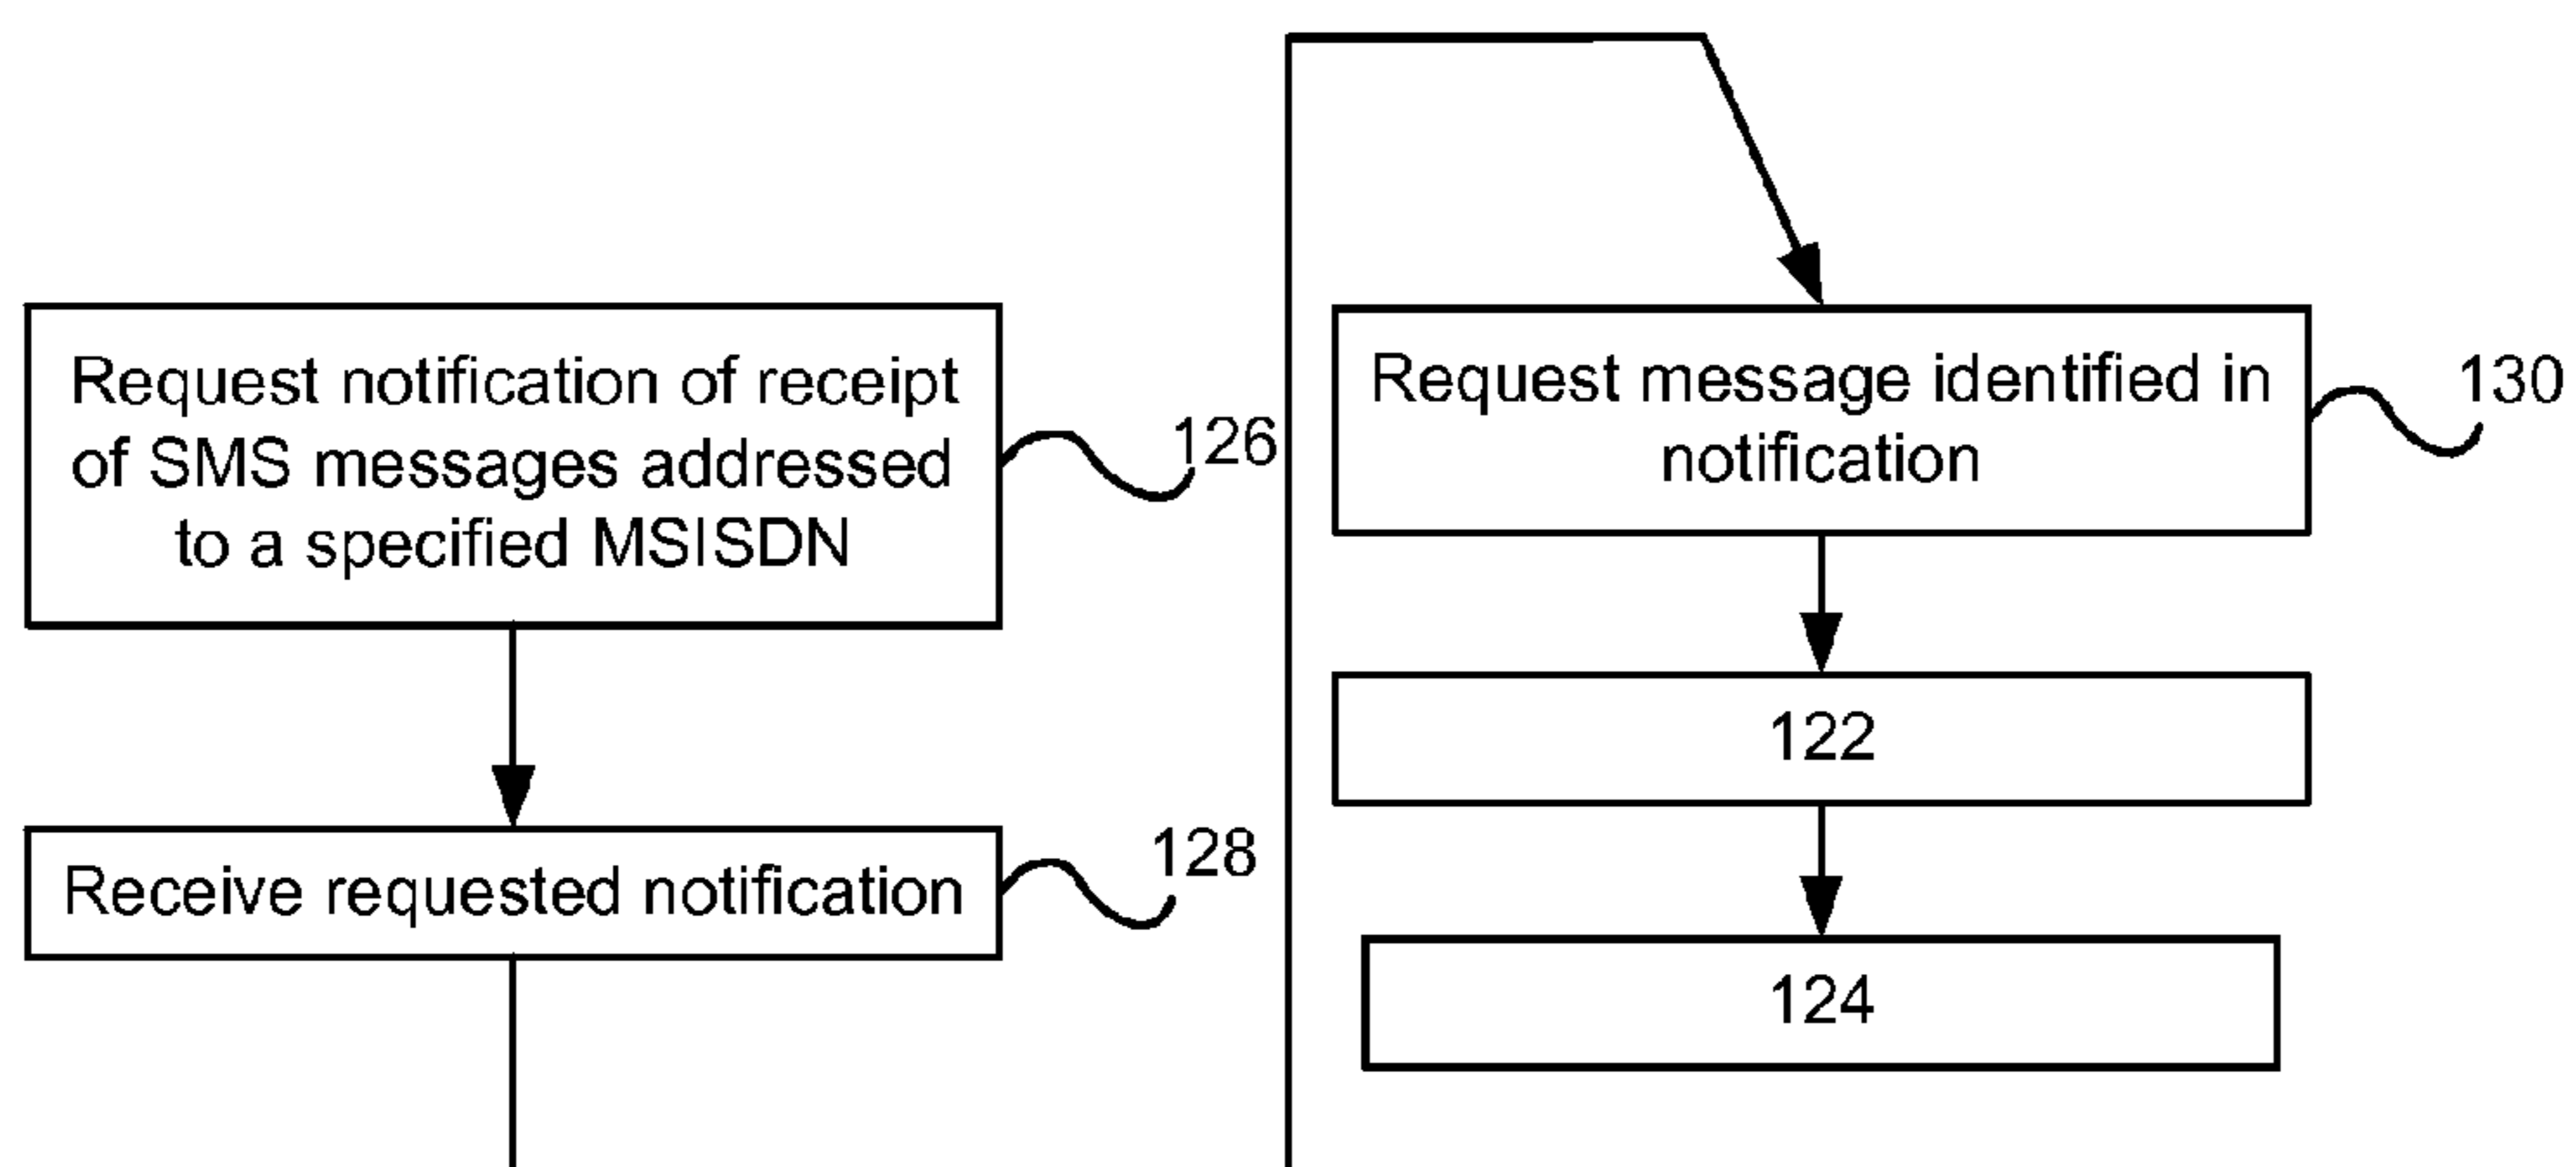 Request notification of receipt
of SMS messages addressed
to a specified MSISDN
126
Receive requested notification
128
Request message identified in
notification
130
122
124